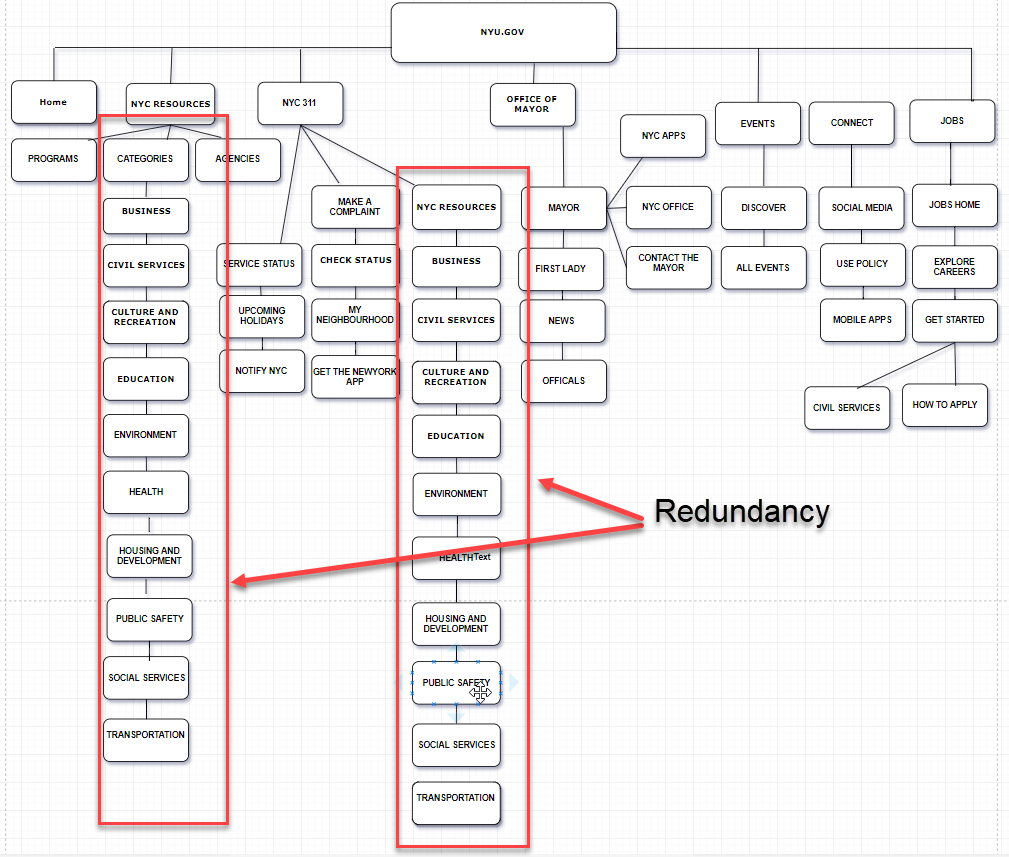 NYU.GOV
Home
NYC RESOURCES
NYC 311
OFFICE OF
MAYOR
EVENTS
CONNECT
JOBS
PROGRAMS
CATEGORIES
AGENCIES
NYC APPS
MAKE A
COMPLAINT
NYC RESOURCES
MAYOR
NYC OFFICE
DISCOVER
SOCIAL MEDIA
JOBS HOME
BUSINESS
SERVICE STATUS
CHECK STATUS
BUSINESS
FIRST LADY
CONTACT THE
MAYOR
ALL EVENTS
USE POLICY
EXPLORE
CAREERS
CIVIL SERVICES
UPCOMING
HOLIDAYS
MY
NEIGHBOURHOOD
CIVIL SERVICES
NEWS
MOBILE APPS
GET STARTED
CULTURE AND
RECREATION
NOTIFY NYC
GET THE NEWYORK
APP
CULTURE AND
RECREATION
OFFICALS
CIVIL SERVICES
HOW TO APPLY
EDUCATION
EDUCATION
ENVIRONMENT
ENVIRONMENT
HEALTH
HEALTHText
Redundancy
HOUSING AND
DEVELOPMENT
HOUSING AND
DEVELOPMENT
PUBLIC SAFETY
PUBLIC SAFETY
SOCIAL SERVICES
SOCIAL SERVICES
TRANSPORTATION
TRANSPORTATION